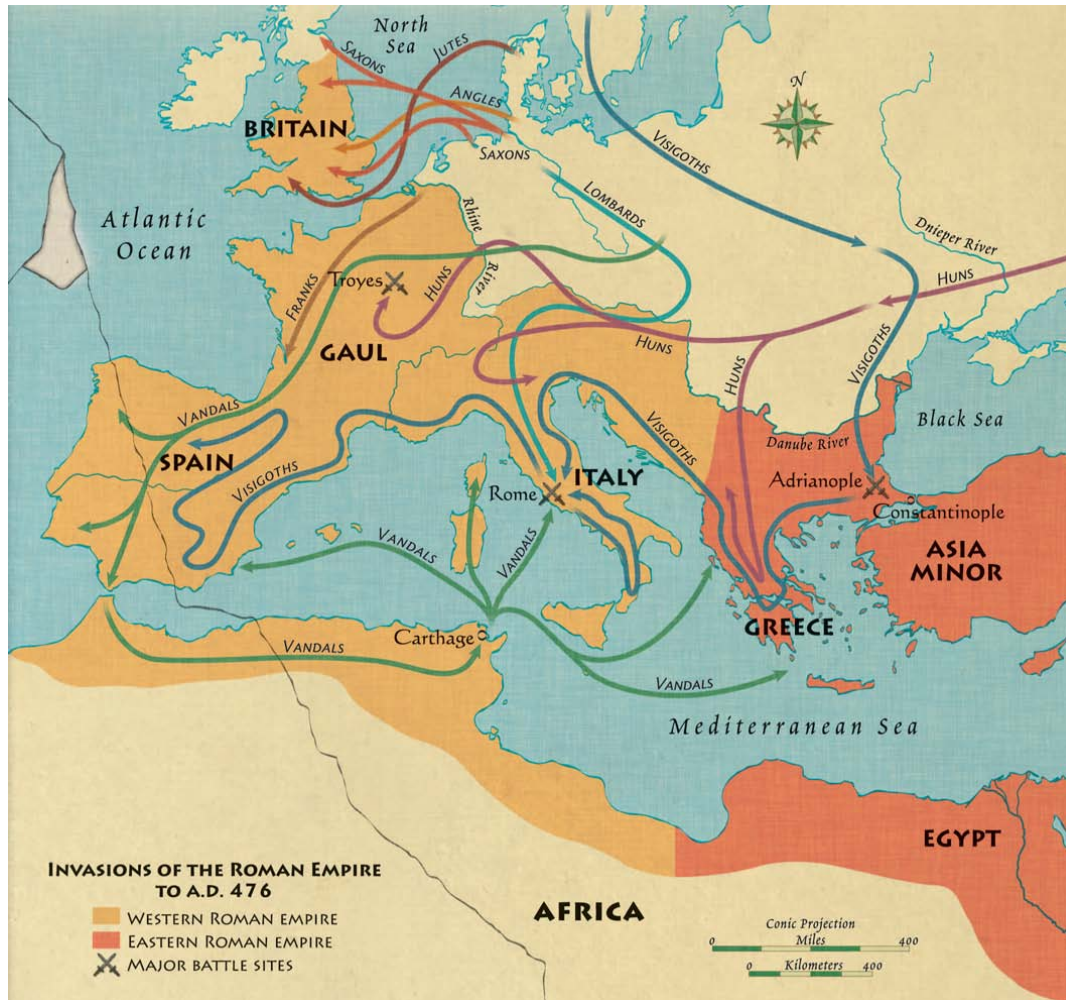 North
Sea
SAXONS
JUTES
ANGLES
BRITAIN
SAXONS
VISIGOTHS
N
LOMBARDS
Atlantic
Ocean
Rhine
River
Dnieper River
HUNS
Troyes
HUNS
FRANKS
GAUL
HUNS
HUNS
VISIGOTHS
Black Sea
VANDALS
SPAIN
VISIGOTHS
VISIGOTHS
Danube River
ITALY
Rome
Adrianople
Constantinople
ASIA
MINOR
VANDALS
VANDALS
GREECE
Carthage
VANDALS
VANDALS
Mediterranean Sea
EGYPT
AFRICA
INVASIONS OF THE ROMAN EMPIRE
TO A.D. 476
WESTERN ROMAN EMPIRE
EASTERN ROMAN EMPIRE
MAJOR BATTLE SITES
Conic Projection
Miles
0 400
0 400
Kilometers